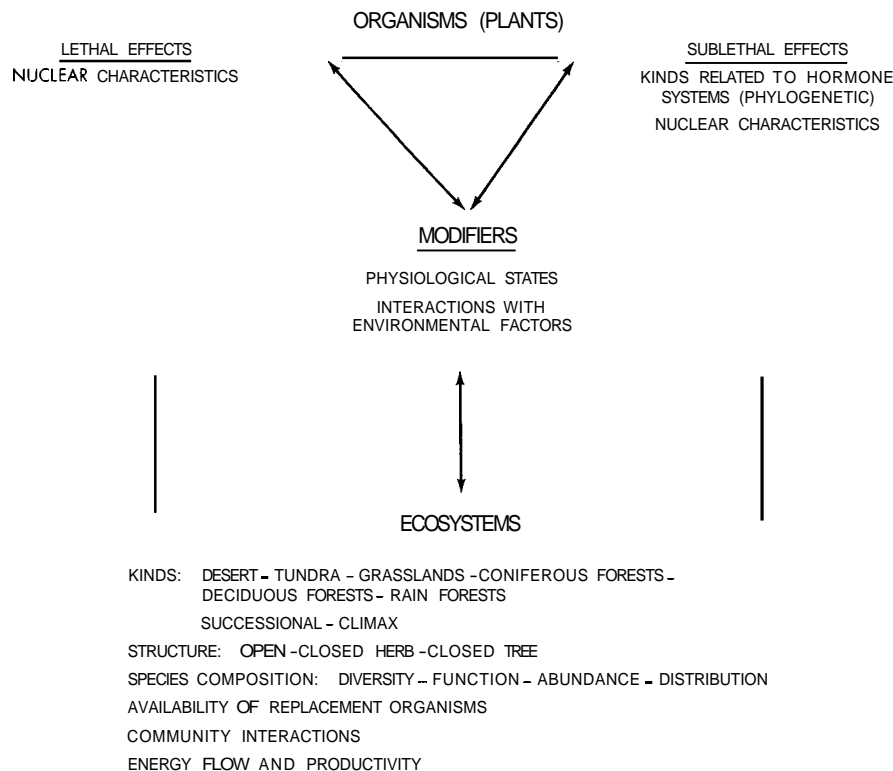 ORGANISMS (PLANTS)
LETHAL EFFECTS
NUCLEAR CHARACTERISTICS
SUBLETHAL EFFECTS
KINDS RELATED TO HORMONE
SYSTEMS (PHYLOGENETIC)
NUCLEAR CHARACTERISTICS
MODIFIERS
PHYSIOLOGICAL STATES
INTERACTIONS WITH
ENVIRONMENTAL FACTORS
ECOSYSTEMS
KINDS: DESERT – TUNDRA – GRASSLANDS – CONIFEROUS FORESTS –
DECIDUOUS FORESTS – RAIN FORESTS
SUCCESSIONAL – CLIMAX
STRUCTURE: OPEN – CLOSED HERB – CLOSED TREE
SPECIES COMPOSITION: DIVERSITY – FUNCTION – ABUNDANCE – DISTRIBUTION
AVAILABILITY OF REPLACEMENT ORGANISMS
COMMUNITY INTERACTIONS
ENERGY FLOW AND PRODUCTIVITY